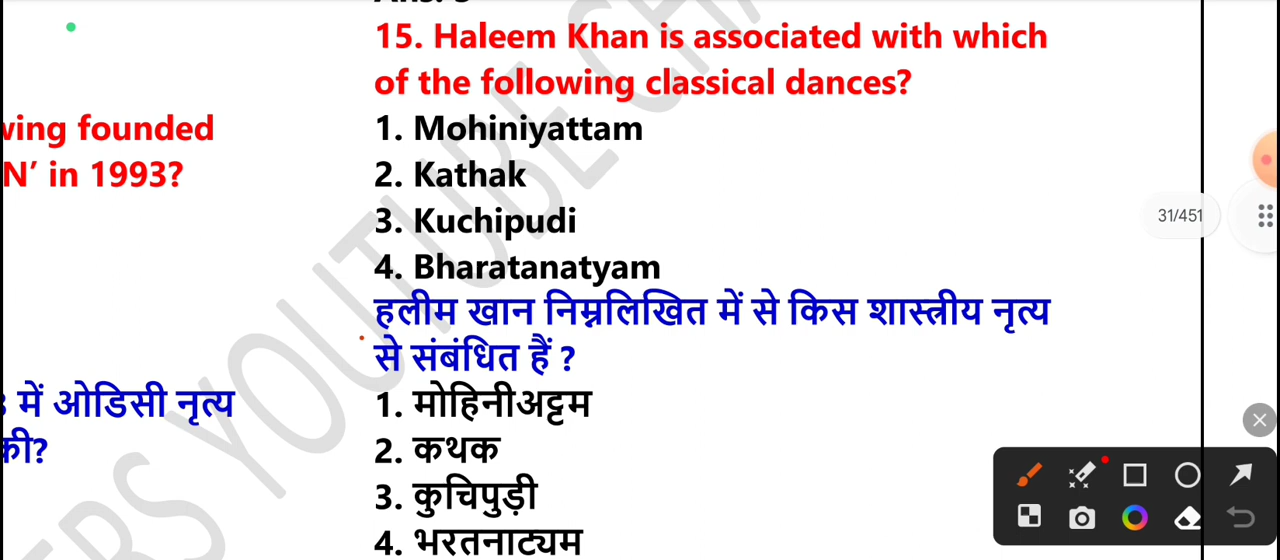 15. Haleem Khan is associated with which
of the following classical dances?
1. Mohiniyattam
2. Kathak
3. Kuchipudi
4. Bharatanatyam
हलीम खान निम्नलिखित में से किस शास्त्रीय नृत्य
से संबंधित हैं ?
1. मोहिनीअट्टम
2. कथक
3. कुचिपुड़ी
4. भरतनाट्यम
founded
N’ in 1993?
में ओडिसी नृत्य
की?
31/451
YOUTUBE